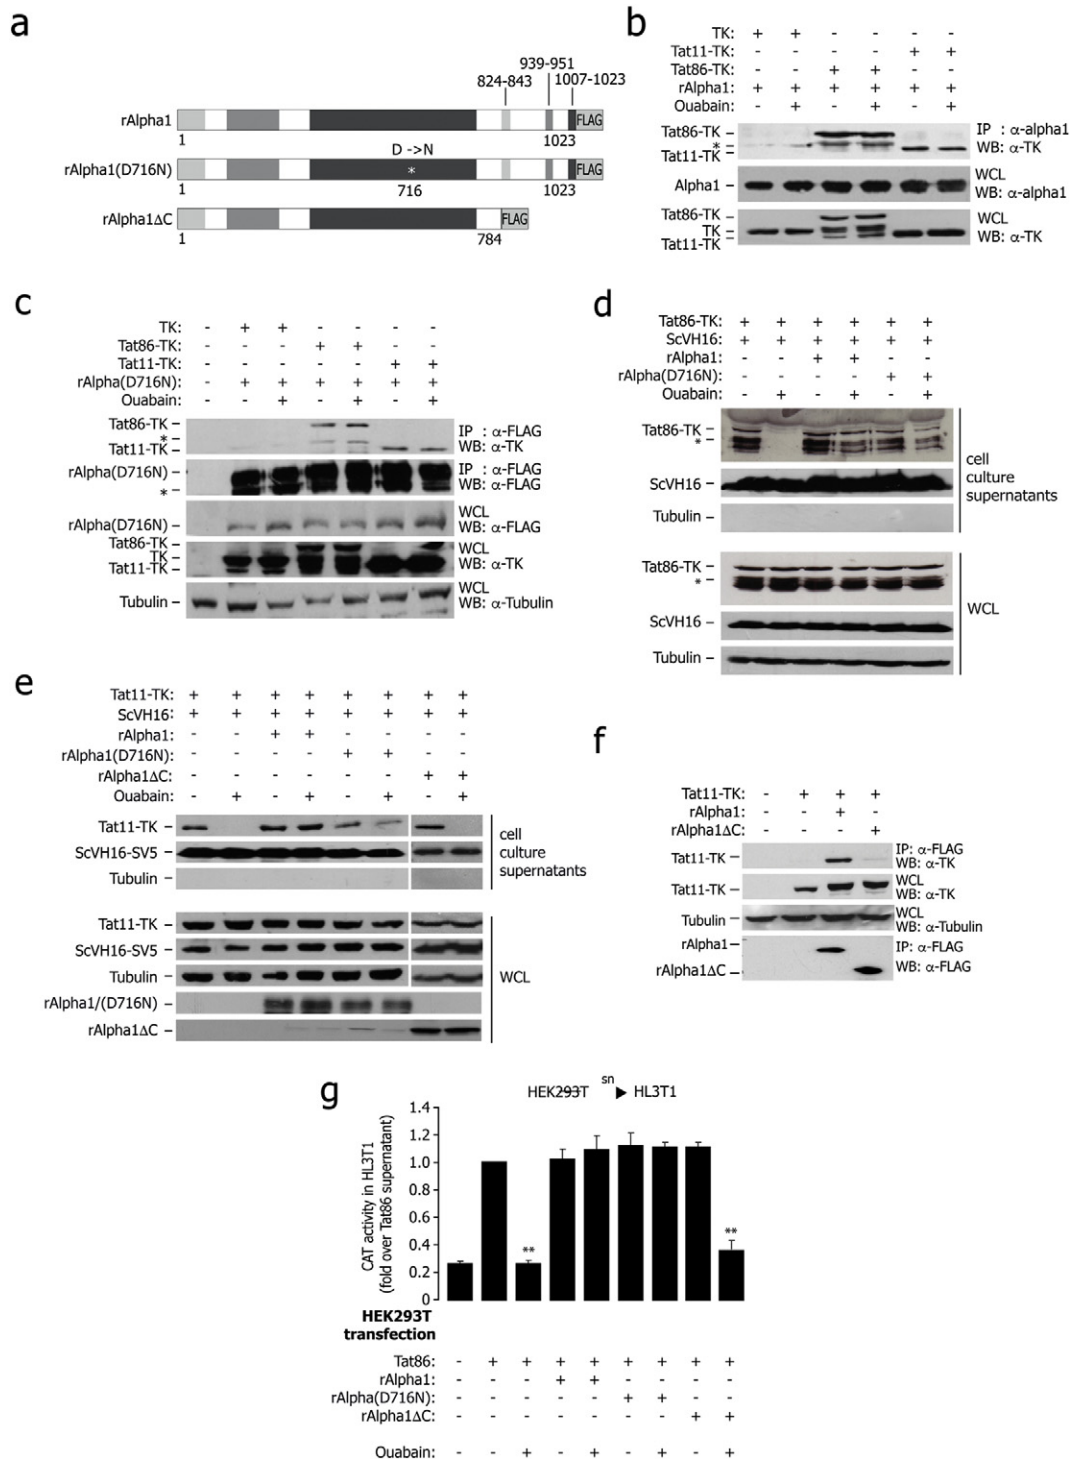 a
939-951
824-843
1007-1023
rAlpha1
FLAG
1
1023
D ->N
rAlpha1(D716N)
*
FLAG
1
716
1023
rAlpha1ΔC
FLAG
1
784
b
TK: + + - - - -
Tat11-TK: - - - - + +
Tat86-TK: - - + + - -
rAlpha1: + + + + + +
Ouabain: - + - + - +
Tat86-TK
*
Tat11-TK
IP : α-alpha1
WB: α-TK
Alpha1
WCL
WB: α-alpha1
Tat86-TK
TK
Tat11-TK
WCL
WB: α-TK
c
TK: - + + - - - -
Tat86-TK: - - - + + - -
Tat11-TK: - - - - - + +
rAlpha(D716N): - + + + + + +
Ouabain: - - + - + - +
Tat86-TK
*
Tat11-TK
IP : α-FLAG
WB: α-TK
rAlpha(D716N)
*
IP : α-FLAG
WB: α-FLAG
rAlpha(D716N)
WCL
WB: α-FLAG
Tat86-TK
TK
Tat11-TK
WCL
WB: α-TK
Tubulin
WCL
WB: α-Tubulin
d
Tat86-TK: + + + + + +
ScVH16: + + + + + +
rAlpha1: - - + + - -
rAlpha(D716N): - - - - + +
Ouabain: - + - + - +
Tat86-TK
*
ScVH16
Tubulin
cell
culture
supernatants
Tat86-TK
*
ScVH16
Tubulin
WCL
e
Tat11-TK: + + + + + + + +
ScVH16: + + + + + + + +
rAlpha1: - - + + - - - -
rAlpha1(D716N): - - - - + + - -
rAlpha1ΔC: - - - - - - + +
Ouabain: - + - + - + - +
Tat11-TK
ScVH16-SV5
Tubulin
cell
culture
supernatants
Tat11-TK
ScVH16-SV5
Tubulin
rAlpha1/(D716N)
rAlpha1ΔC
WCL
f
Tat11-TK: - + + +
rAlpha1: - - + -
rAlpha1ΔC: - - - +
Tat11-TK
IP: α-FLAG
WB: α-TK
Tat11-TK
WCL
WB: α-TK
Tubulin
WCL
WB: α-Tubulin
rAlpha1
rAlpha1ΔC
IP: α-FLAG
WB: α-FLAG
g
HEK293T sn HL3T1
CAT activity in HL3T1
(fold over Tat86 supernatant)
1.4
1.2
1.0
0.8
0.6
0.4
0.2
0
**
**
HEK293T
transfection
Tat86: - + + + + + + + +
rAlpha1: - - - + + - - - -
rAlpha(D716N): - - - - - + + - -
rAlpha1ΔC: - - - - - - - + +
Ouabain: - - + - + - + - +